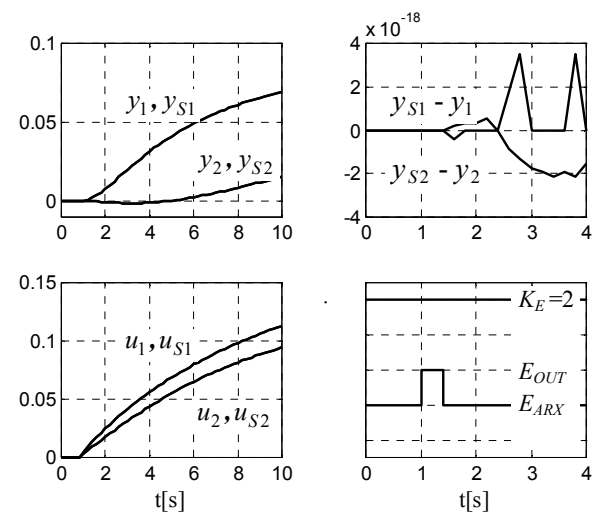 0.1
0.05
0
0 2 4 6 8 10
y1, yS1
y2, yS2
x 10^-18
4
2
0
-2
-4
0 1 2 3 4
yS1 - y1
yS2 - y2
0.15
0.1
0.05
0
0 2 4 6 8 10
t[s]
u1, uS1
u2, uS2
KE=2
EOUT
EARX
0 1 2 3 4
t[s]